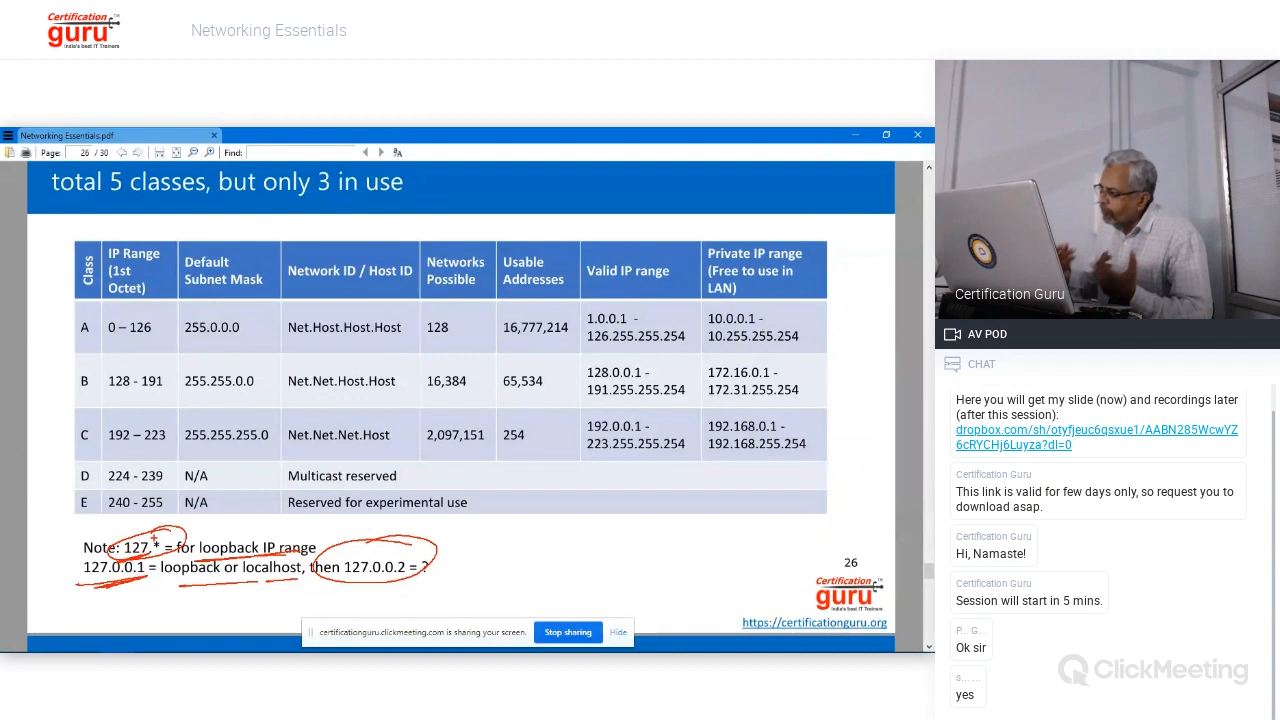 Certification
guru
TM
India's best IT Trainers
Networking Essentials
Networking Essentials.pdf
Page: 26 / 30 Find:
total 5 classes, but only 3 in use
Class
IP Range
(1st
Octet)
Default
Subnet Mask
Network ID / Host ID
Networks
Possible
Usable
Addresses
Valid IP range
Private IP range
(Free to use in
LAN)
A
0 – 126
255.0.0.0
Net.Host.Host.Host
128
16,777,214
1.0.0.1 -
126.255.255.254
10.0.0.1 -
10.255.255.254
B
128 - 191
255.255.0.0
Net.Net.Host.Host
16,384
65,534
128.0.0.1 -
191.255.255.254
172.16.0.1 -
172.31.255.254
C
192 – 223
255.255.255.0
Net.Net.Net.Host
2,097,151
254
192.0.0.1 -
223.255.255.254
192.168.0.1 -
192.168.255.254
D
224 - 239
N/A
Multicast reserved
E
240 - 255
N/A
Reserved for experimental use
Note: 127.* = for loopback IP range
127.0.0.1 = loopback or localhost, then 127.0.0.2 = ?
26
Certification
guru
https://certificationguru.org
certificationguru.clickmeeting.com is sharing your screen.
Stop sharing
Hide
Certification Guru
AV POD
CHAT
Here you will get my slide (now) and recordings later
(after this session):
dropbox.com/sh/otyfjeuc6qsxue1/AABN285WcwYZ
6cRYCHj6Luyza?dl=0
Certification Guru
This link is valid for few days only, so request you to
download asap.
Certification Guru
Hi, Namaste!
Certification Guru
Session will start in 5 mins.
P... G...
Ok sir
s... ...
yes
ClickMeeting